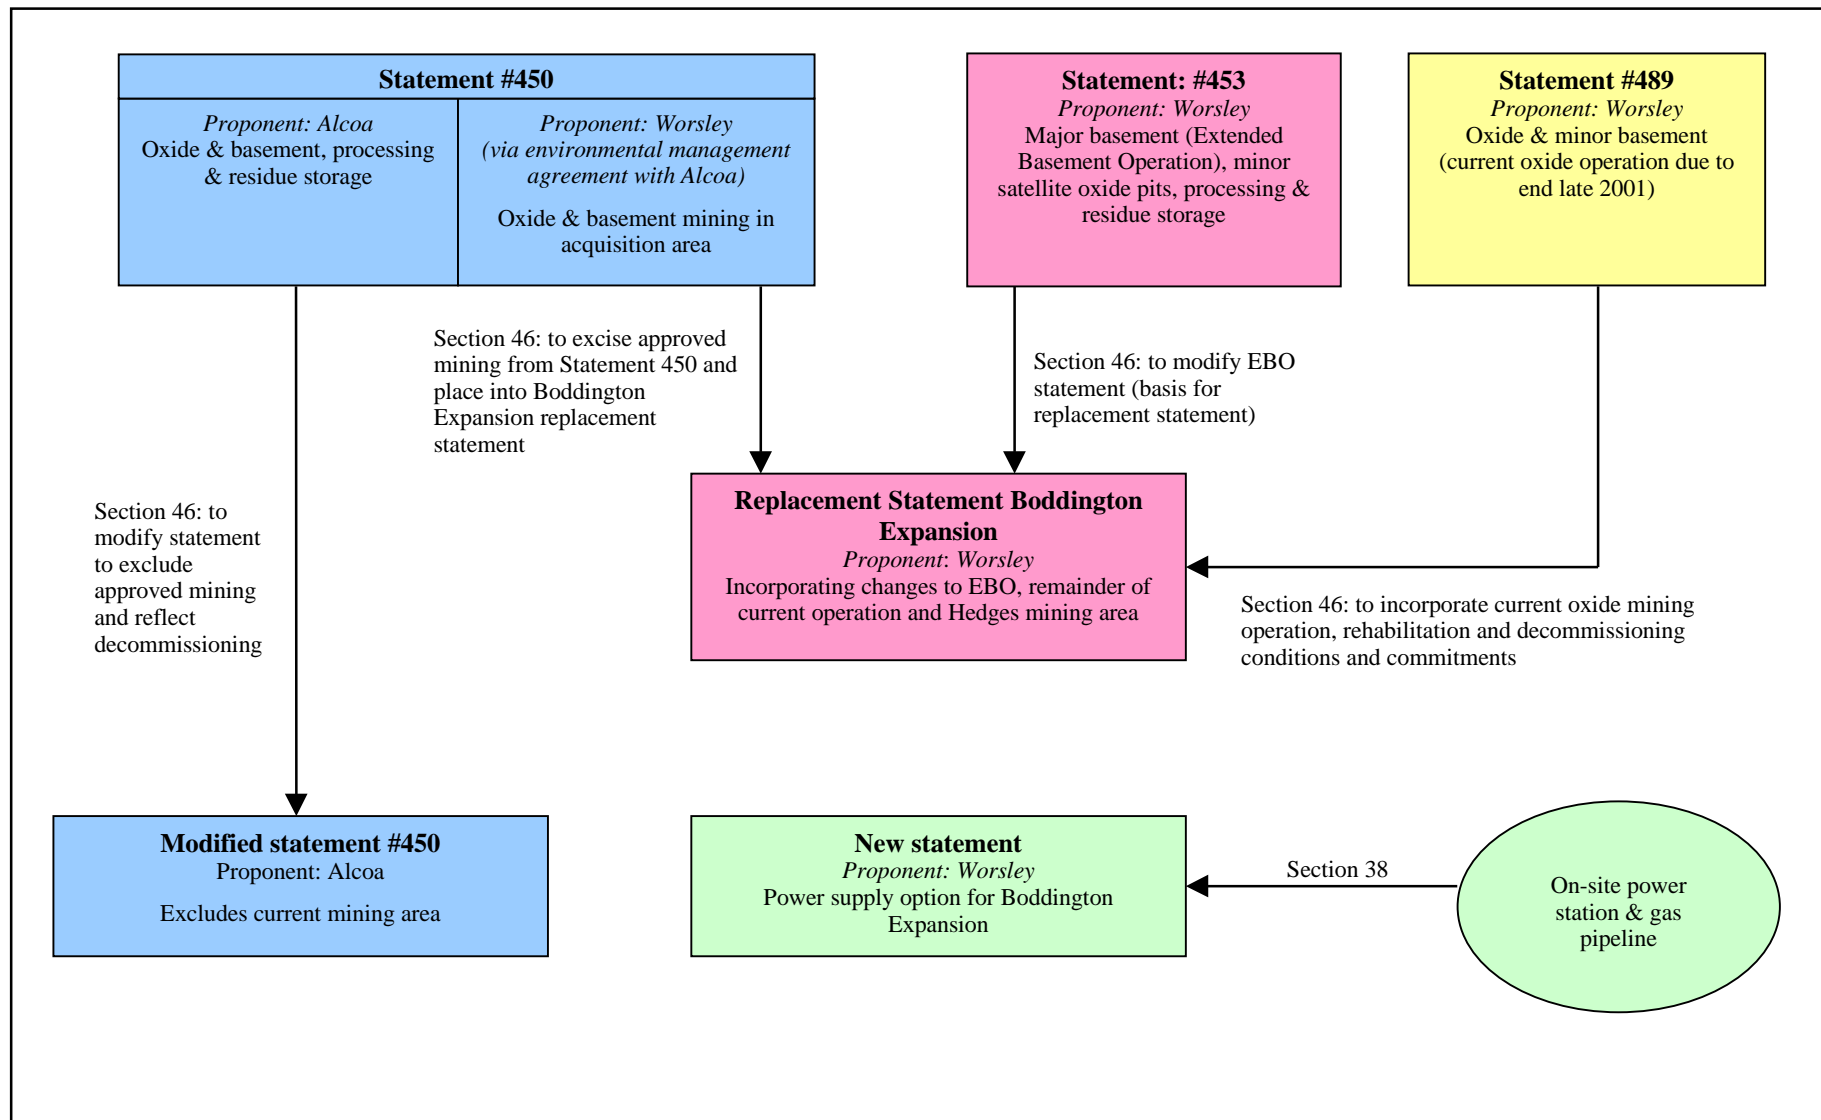 Statement #450
Proponent: Alcoa
Oxide & basement, processing
& residue storage
Proponent: Worsley
(via environmental management
agreement with Alcoa)
Oxide & basement mining in
acquisition area
Statement: #453
Proponent: Worsley
Major basement (Extended
Basement Operation), minor
satellite oxide pits, processing &
residue storage
Statement #489
Proponent: Worsley
Oxide & minor basement
(current oxide operation due to
end late 2001)
Section 46: to excise approved
mining from Statement 450 and
place into Boddington
Expansion replacement
statement
Section 46: to modify EBO
statement (basis for
replacement statement)
Section 46: to
modify statement
to exclude
approved mining
and reflect
decommissioning
Replacement Statement Boddington
Expansion
Proponent: Worsley
Incorporating changes to EBO, remainder of
current operation and Hedges mining area
Section 46: to incorporate current oxide mining
operation, rehabilitation and decommissioning
conditions and commitments
Modified statement #450
Proponent: Alcoa
Excludes current mining area
New statement
Proponent: Worsley
Power supply option for Boddington
Expansion
Section 38
On-site power
station & gas
pipeline